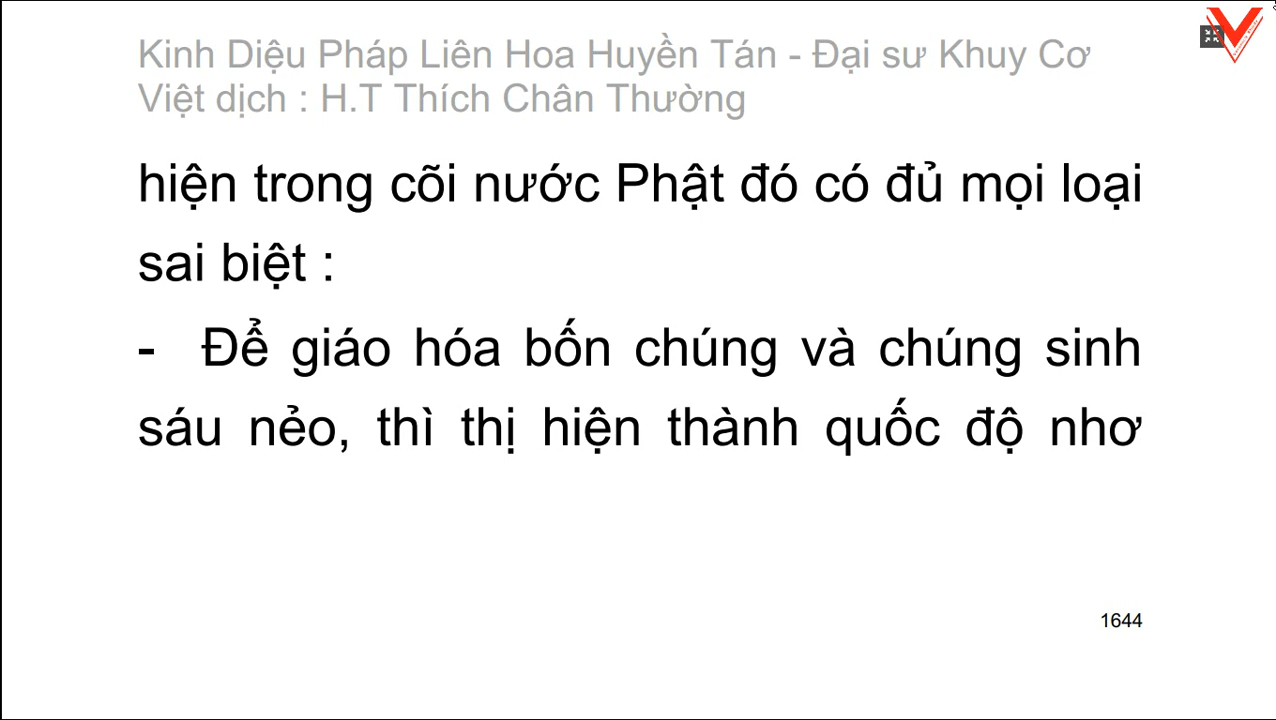 Kinh Diệu Pháp Liên Hoa Huyền Tán - Đại sư Khuy Cơ
Việt dịch : H.T Thích Chân Thường
hiện trong cõi nước Phật đó có đủ mọi loại
sai biệt :
- Để giáo hóa bốn chúng và chúng sinh
sáu nẻo, thì thị hiện thành quốc độ nhơ
1644